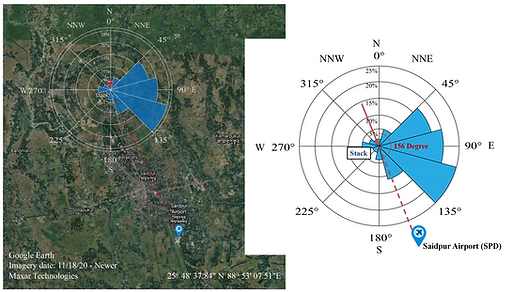 N
0°
NNW
NNE
315°
45°
W 270°
90° E
Stack
225°
135°
180°
Saidpur
Airport
Google Earth
Imagery date: 11/18/20 - Newer
Maxar Technologies
25° 48' 37.84" N 88° 53' 07.51"E
N
0°
NNW
NNE
25%
315°
20%
45°
15%
10%
W 270°
156 Degree
90° E
Stack
225°
135°
180°
S
Saidpur Airport (SPD)